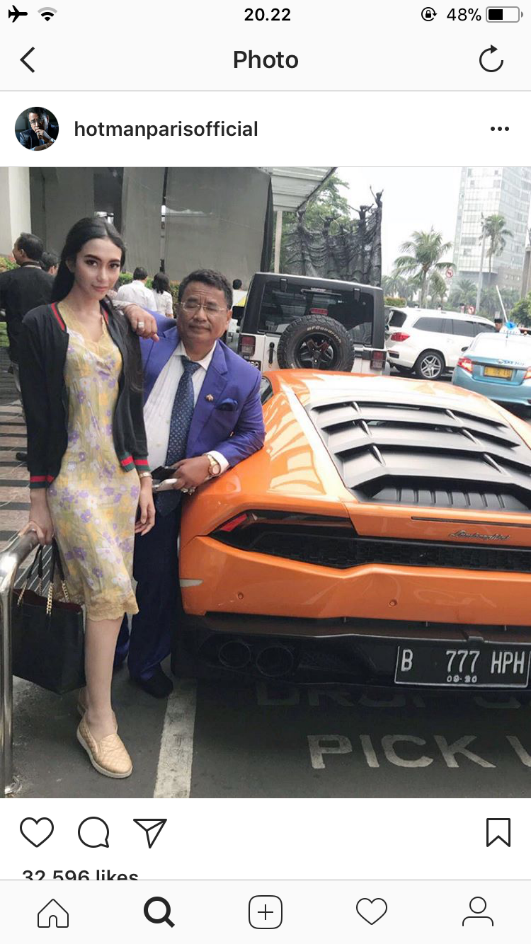 20.22
48%
Photo
hotmanparisofficial
B 777 HPH
09·20
PICK
32.596 likes